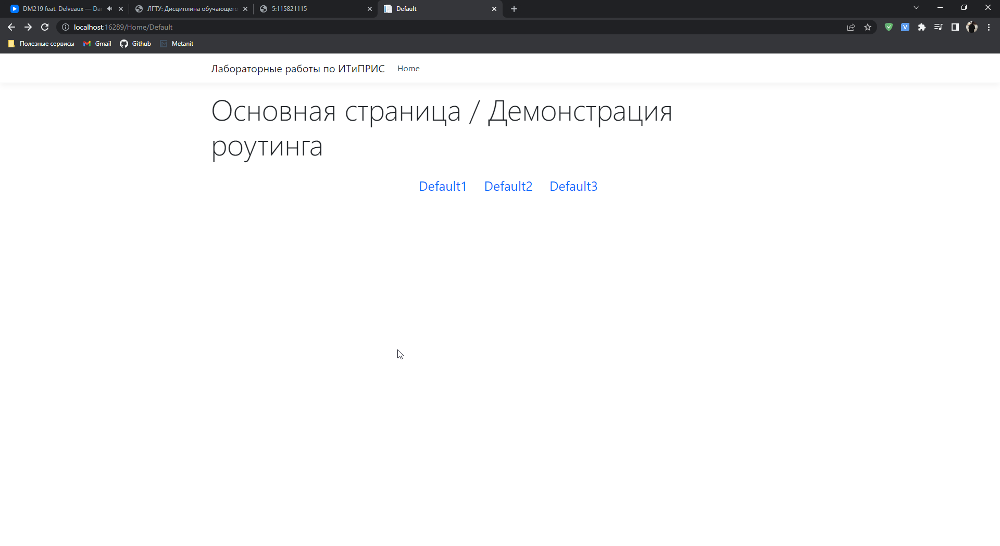 DM219 feat. Delveaux — Da
ЛГТУ: Дисциплина обучающего
5:115821115
Default
localhost:16289/Home/Default
Полезные сервисы
Gmail
Github
Metanit
Лабораторные работы по ИТиПРИС
Home
Основная страница / Демонстрация
роутинга
Default1 Default2 Default3